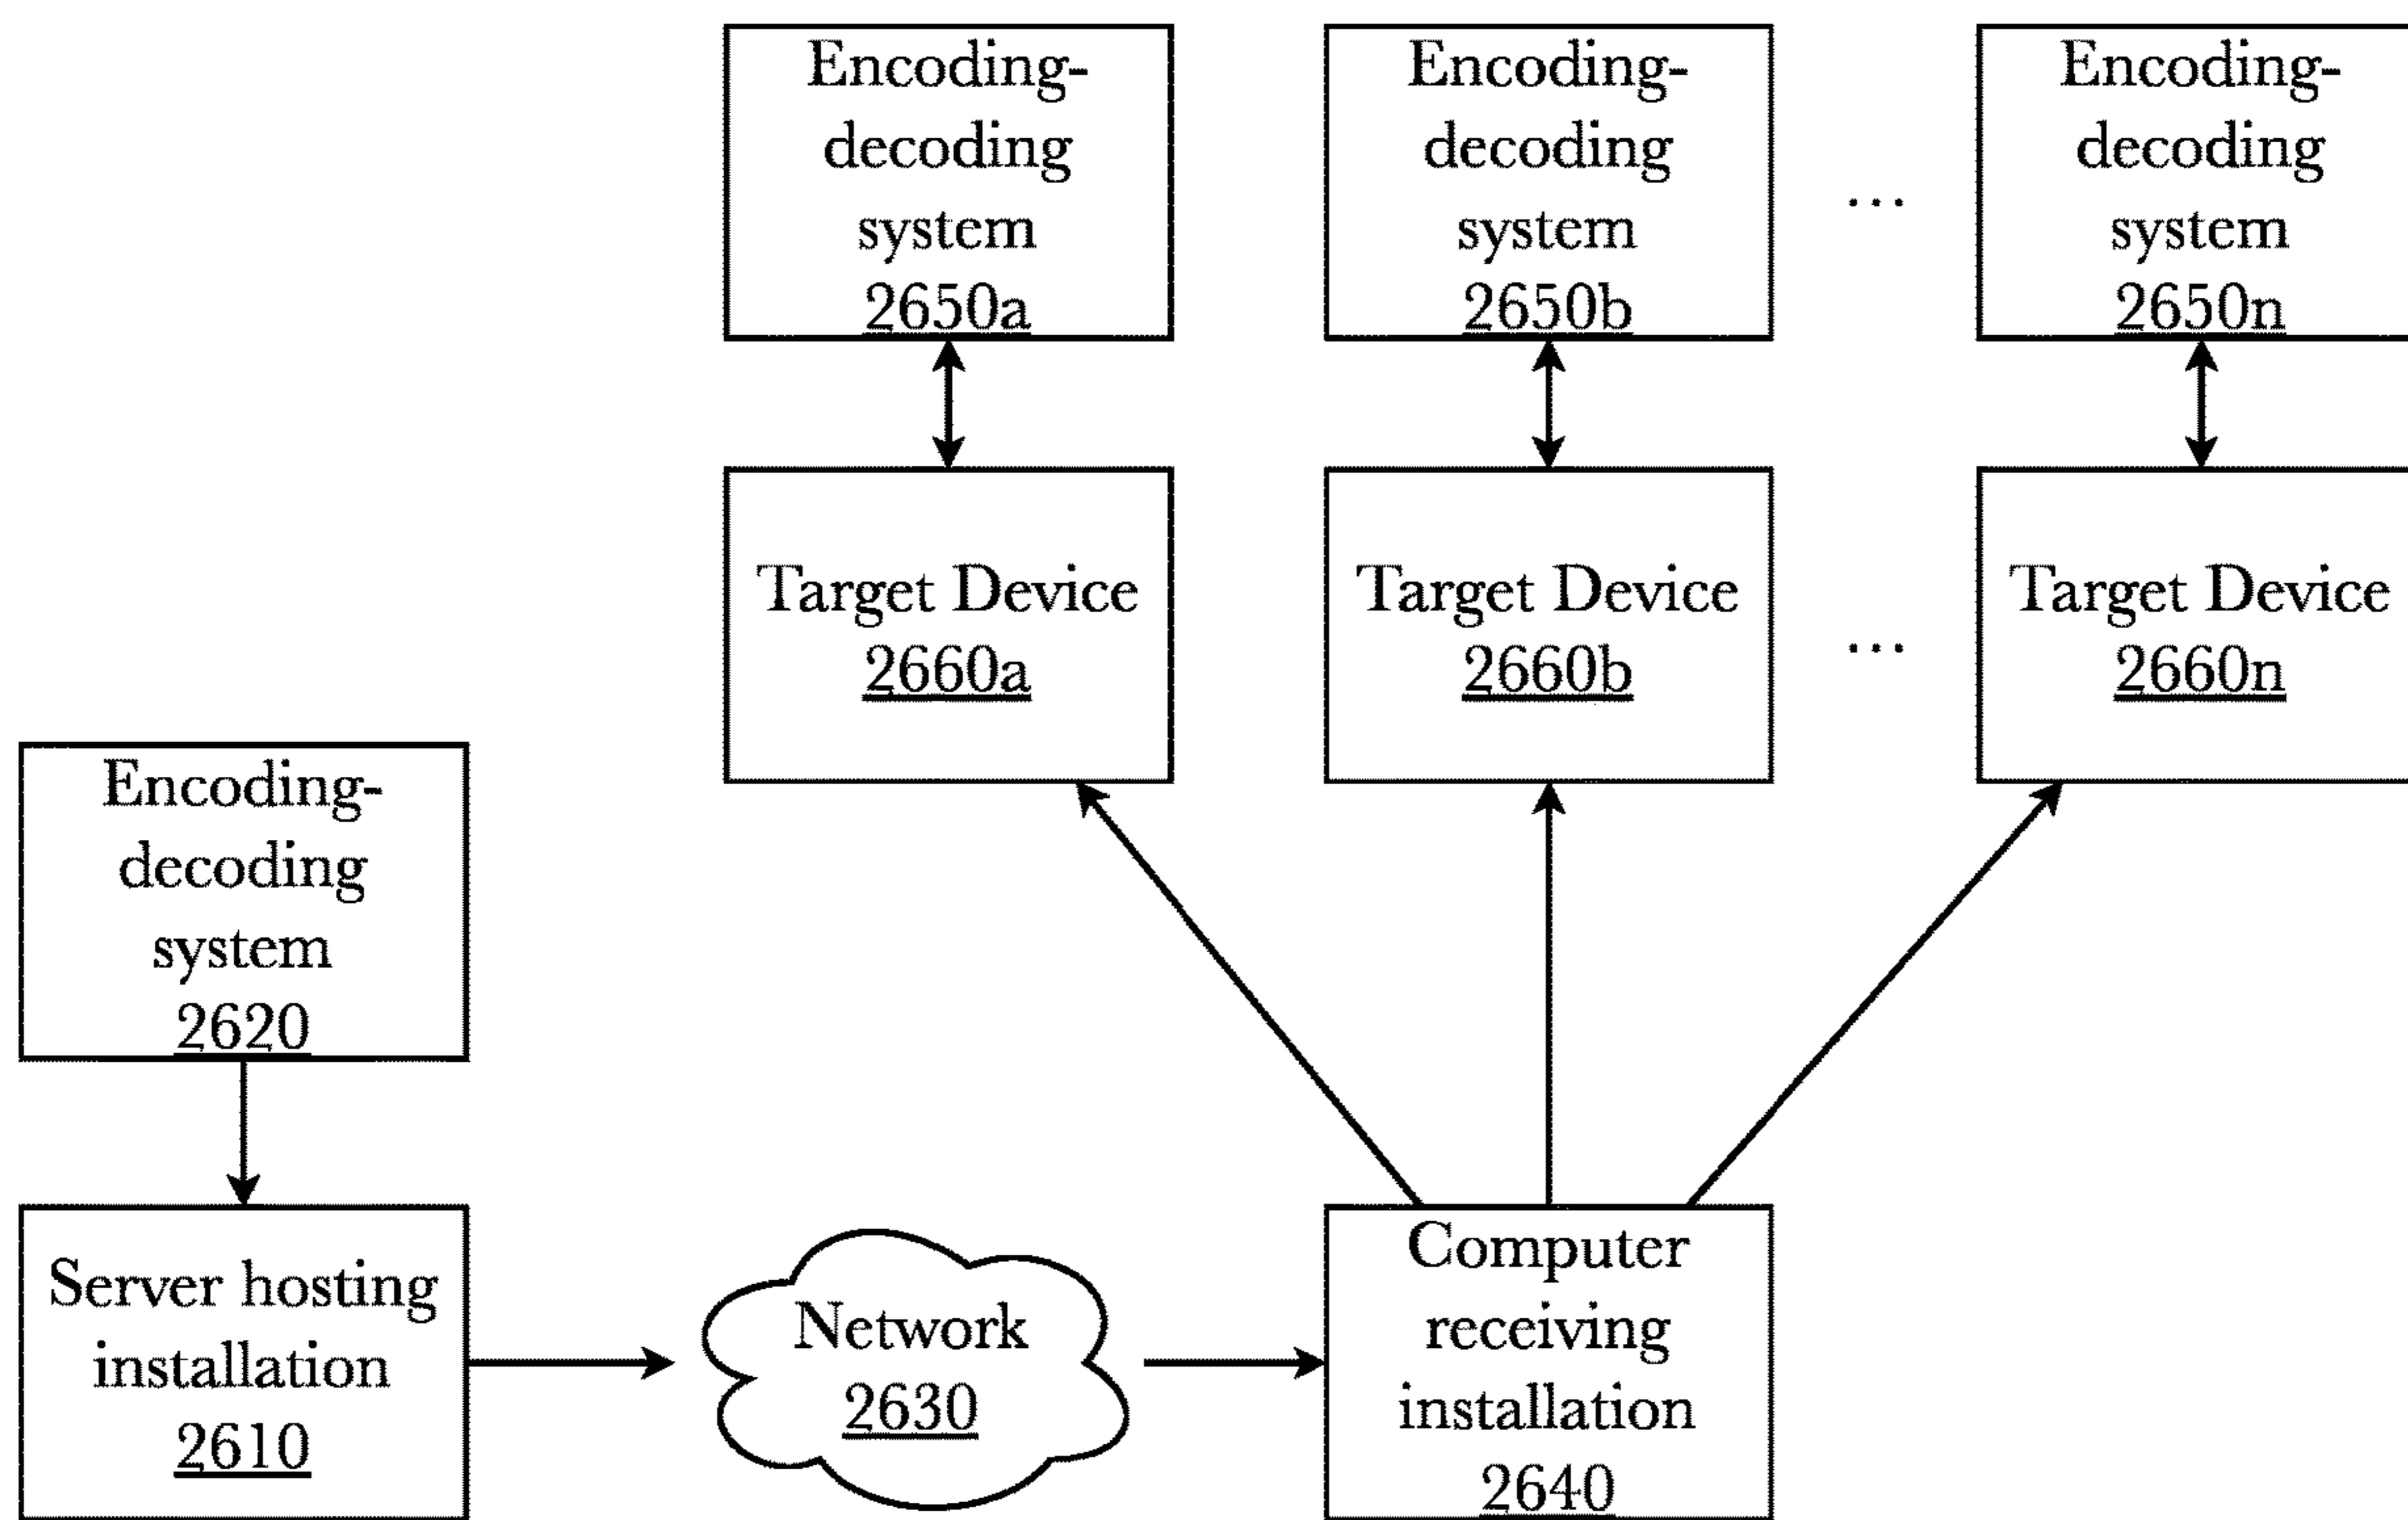 Encoding-
decoding
system
2650a
Encoding-
decoding
system
2650b
...
Encoding-
decoding
system
2650n
Target Device
2660a
Target Device
2660b
...
Target Device
2660n
Encoding-
decoding
system
2620
Server hosting
installation
2610
Network
2630
Computer
receiving
installation
2640